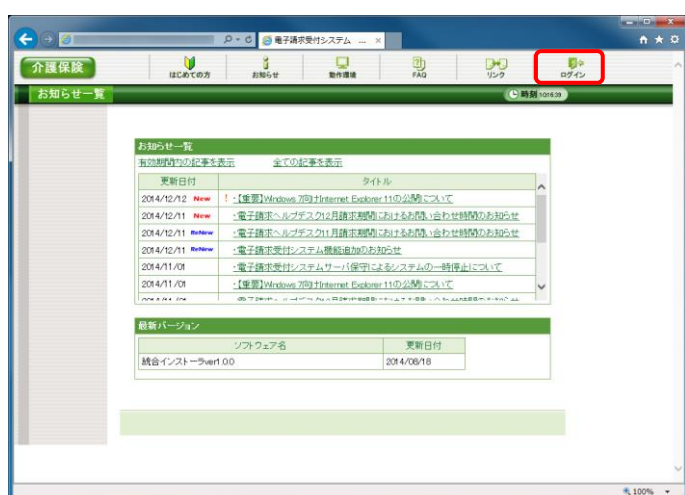 電子請求受付システム ...
介護保険
はじめての方 お知らせ 動作環境 FAQ リンク ログイン
お知らせ一覧
時刻 10:16:39
お知らせ一覧
有効期間内の記事を表示 全ての記事を表示
更新日付 タイトル
2014/12/12 New ! ・【重要】Windows 7向けInternet Explorer 11の公開について
2014/12/11 New ・電子請求ヘルプデスク12月請求期間におけるお問い合わせ時間のお知らせ
2014/12/11 ReNew ・電子請求ヘルプデスク11月請求期間におけるお問い合わせ時間のお知らせ
2014/12/11 ReNew ・電子請求受付システム機能追加のお知らせ
2014/11/01 ・電子請求受付システムサーバ保守によるシステムの一時停止について
2014/11/01 ・【重要】Windows 7向けInternet Explorer 11の公開について
最新バージョン
ソフトウェア名 更新日付
統合インストーラver1.0.0 2014/08/18
100%